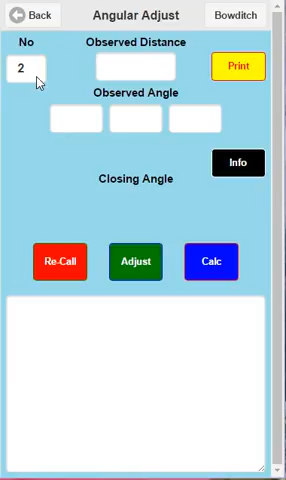 Back
Angular Adjust
Bowditch
No
Observed Distance
2
Print
Observed Angle
Info
Closing Angle
Re-Call
Adjust
Calc